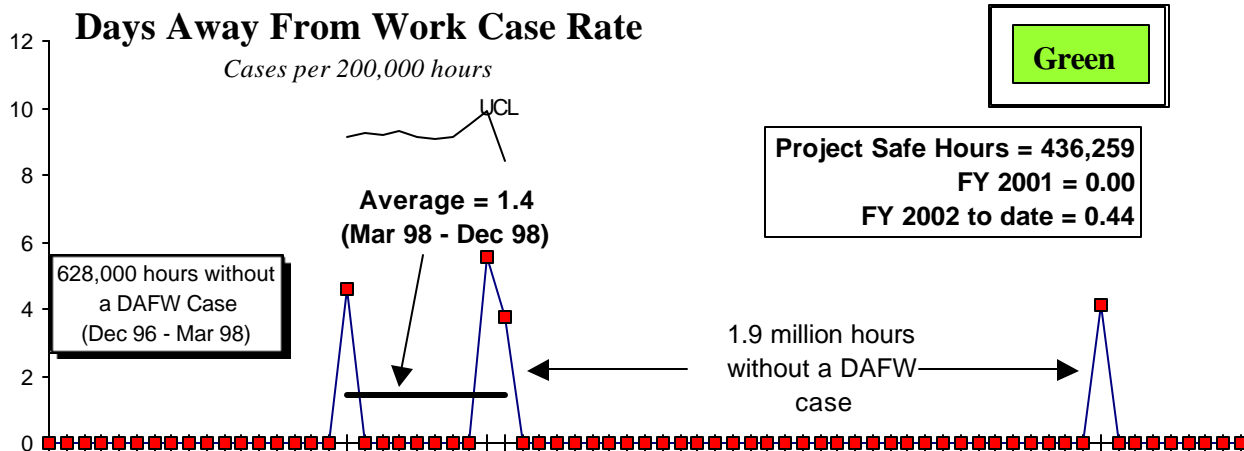 Days Away From Work Case Rate
Cases per 200,000 hours
Green
12
10
8
6
4
2
0
UCL
Project Safe Hours = 436,259
FY 2001 = 0.00
FY 2002 to date = 0.44
Average = 1.4
(Mar 98 - Dec 98)
628,000 hours without
a DAFW Case
(Dec 96 - Mar 98)
1.9 million hours
without a DAFW
case